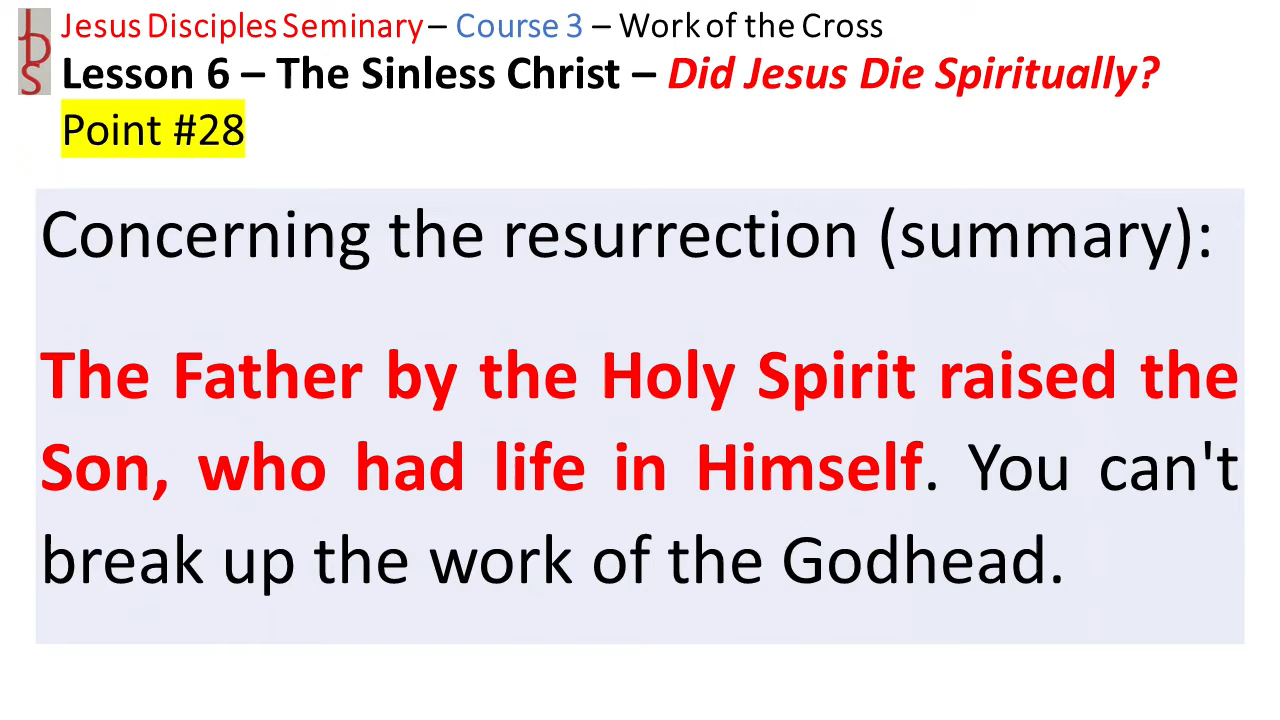 JDS
Jesus Disciples Seminary – Course 3 – Work of the Cross
Lesson 6 – The Sinless Christ – Did Jesus Die Spiritually?
Point #28
Concerning the resurrection (summary):
The Father by the Holy Spirit raised the
Son, who had life in Himself. You can't
break up the work of the Godhead.